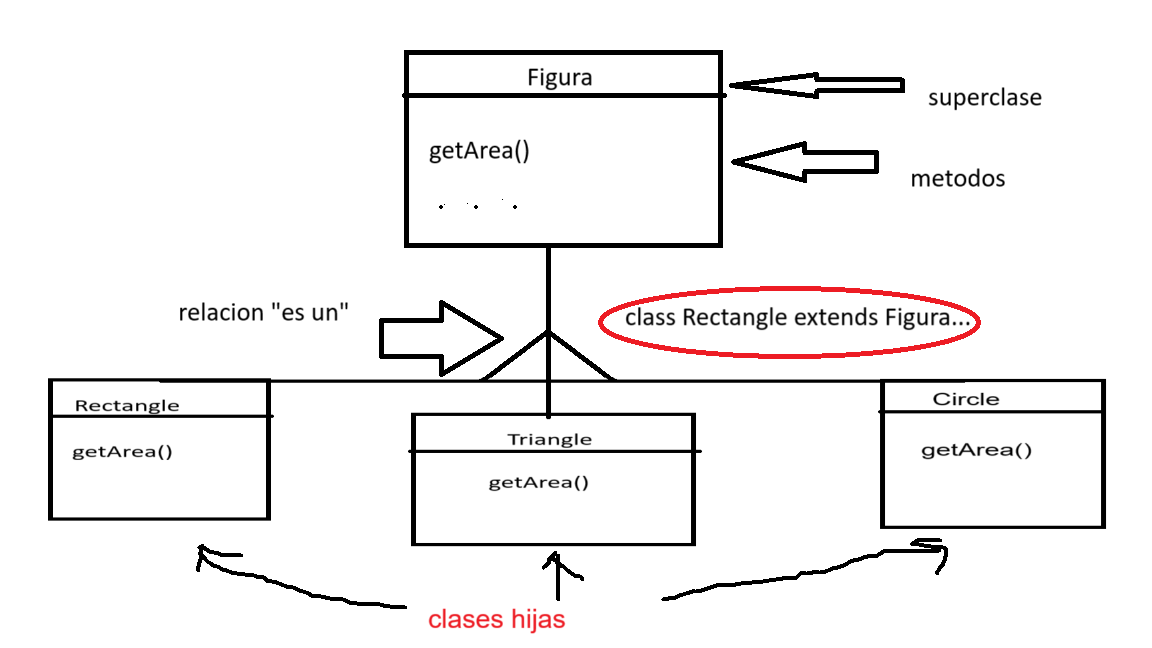 Figura
superclase
getArea()
metodos
. . .
relacion "es un"
class Rectangle extends Figura...
Rectangle
getArea()
Triangle
getArea()
Circle
getArea()
clases hijas